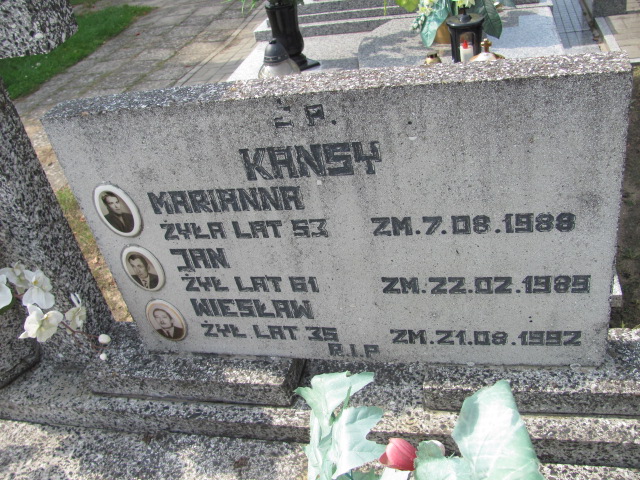 Ś P.
KANSY
MARIANNA
ŻYŁA LAT 53 ZM. 7.08.1988
JAN
ŻYŁ LAT 61 ZM. 22.02.1989
WIESŁAW
ŻYŁ LAT 35 ZM. 21.08.1992
R.I.P.